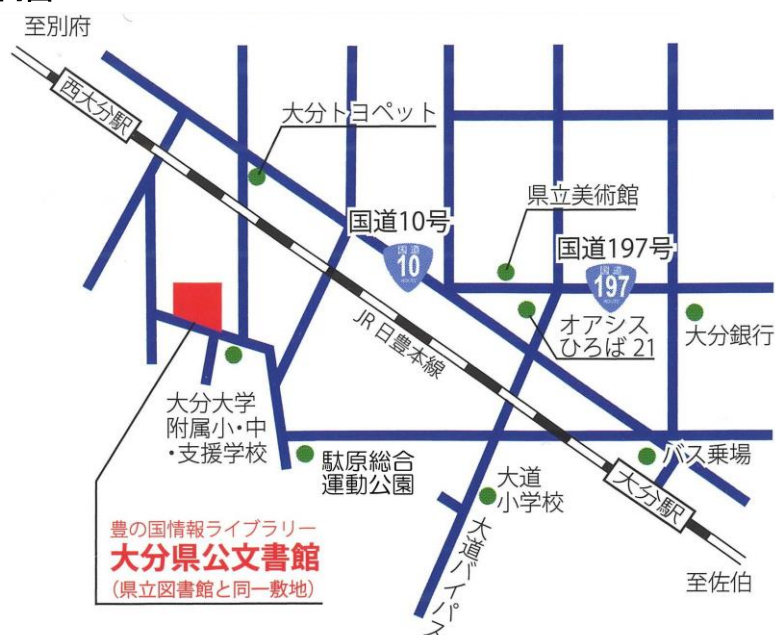 至別府
西大分駅
大分トヨペット
県立美術館
国道10号
国道
10
ROUTE
国道197号
国道
197
ROUTE
オアシス
ひろば21
大分銀行
JR日豊本線
大分大学
附属小・中
・支援学校
駄原総合
運動公園
大道
小学校
バス乗場
大分駅
大道バイパス
豊の国情報ライブラリー
大分県公文書館
(県立図書館と同一敷地)
至佐伯